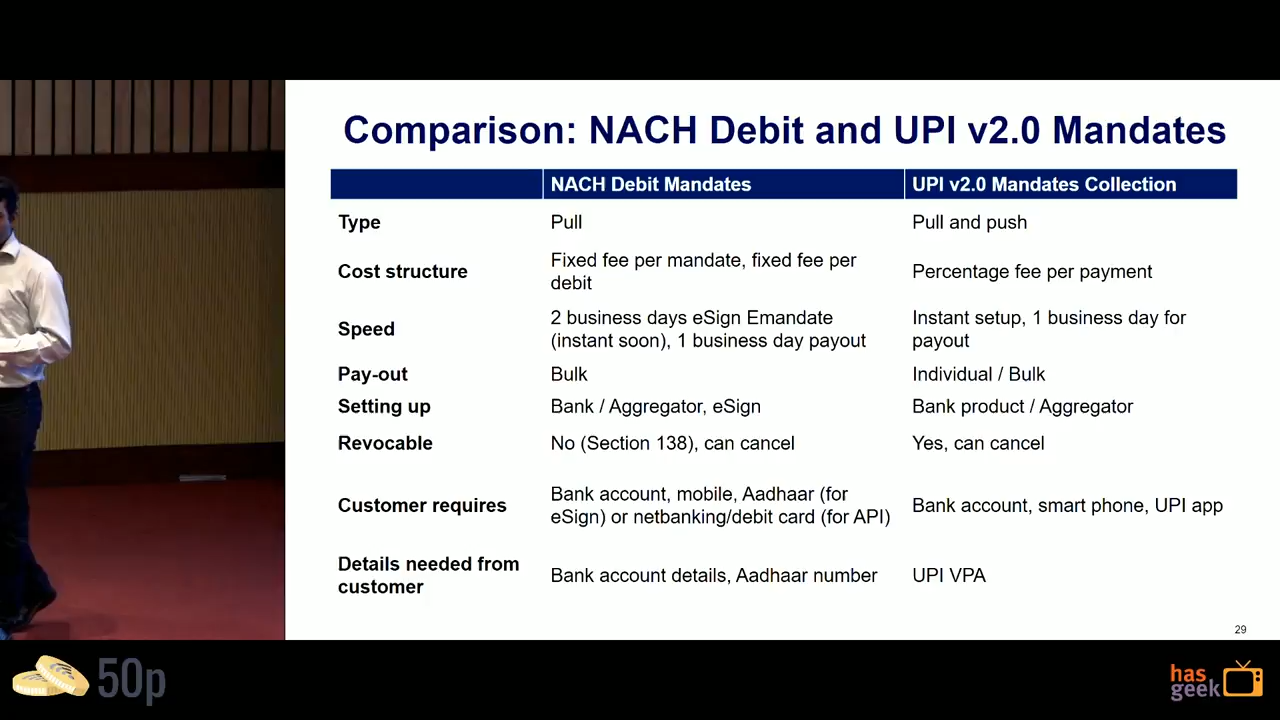 Comparison: NACH Debit and UPI v2.0 Mandates
NACH Debit Mandates
UPI v2.0 Mandates Collection
Type
Pull
Pull and push
Cost structure
Fixed fee per mandate, fixed fee per
debit
Percentage fee per payment
Speed
2 business days eSign Emandate
(instant soon), 1 business day payout
Instant setup, 1 business day for
payout
Pay-out
Bulk
Individual / Bulk
Setting up
Bank / Aggregator, eSign
Bank product / Aggregator
Revocable
No (Section 138), can cancel
Yes, can cancel
Customer requires
Bank account, mobile, Aadhaar (for
eSign) or netbanking/debit card (for API)
Bank account, smart phone, UPI app
Details needed from
customer
Bank account details, Aadhaar number
UPI VPA
29
50p
has
geek